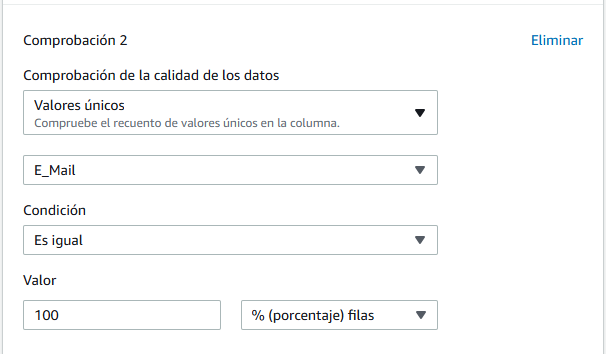 Comprobación 2
Eliminar
Comprobación de la calidad de los datos
Valores únicos
Compruebe el recuento de valores únicos en la columna.
E_Mail
Condición
Es igual
Valor
100
% (porcentaje) filas